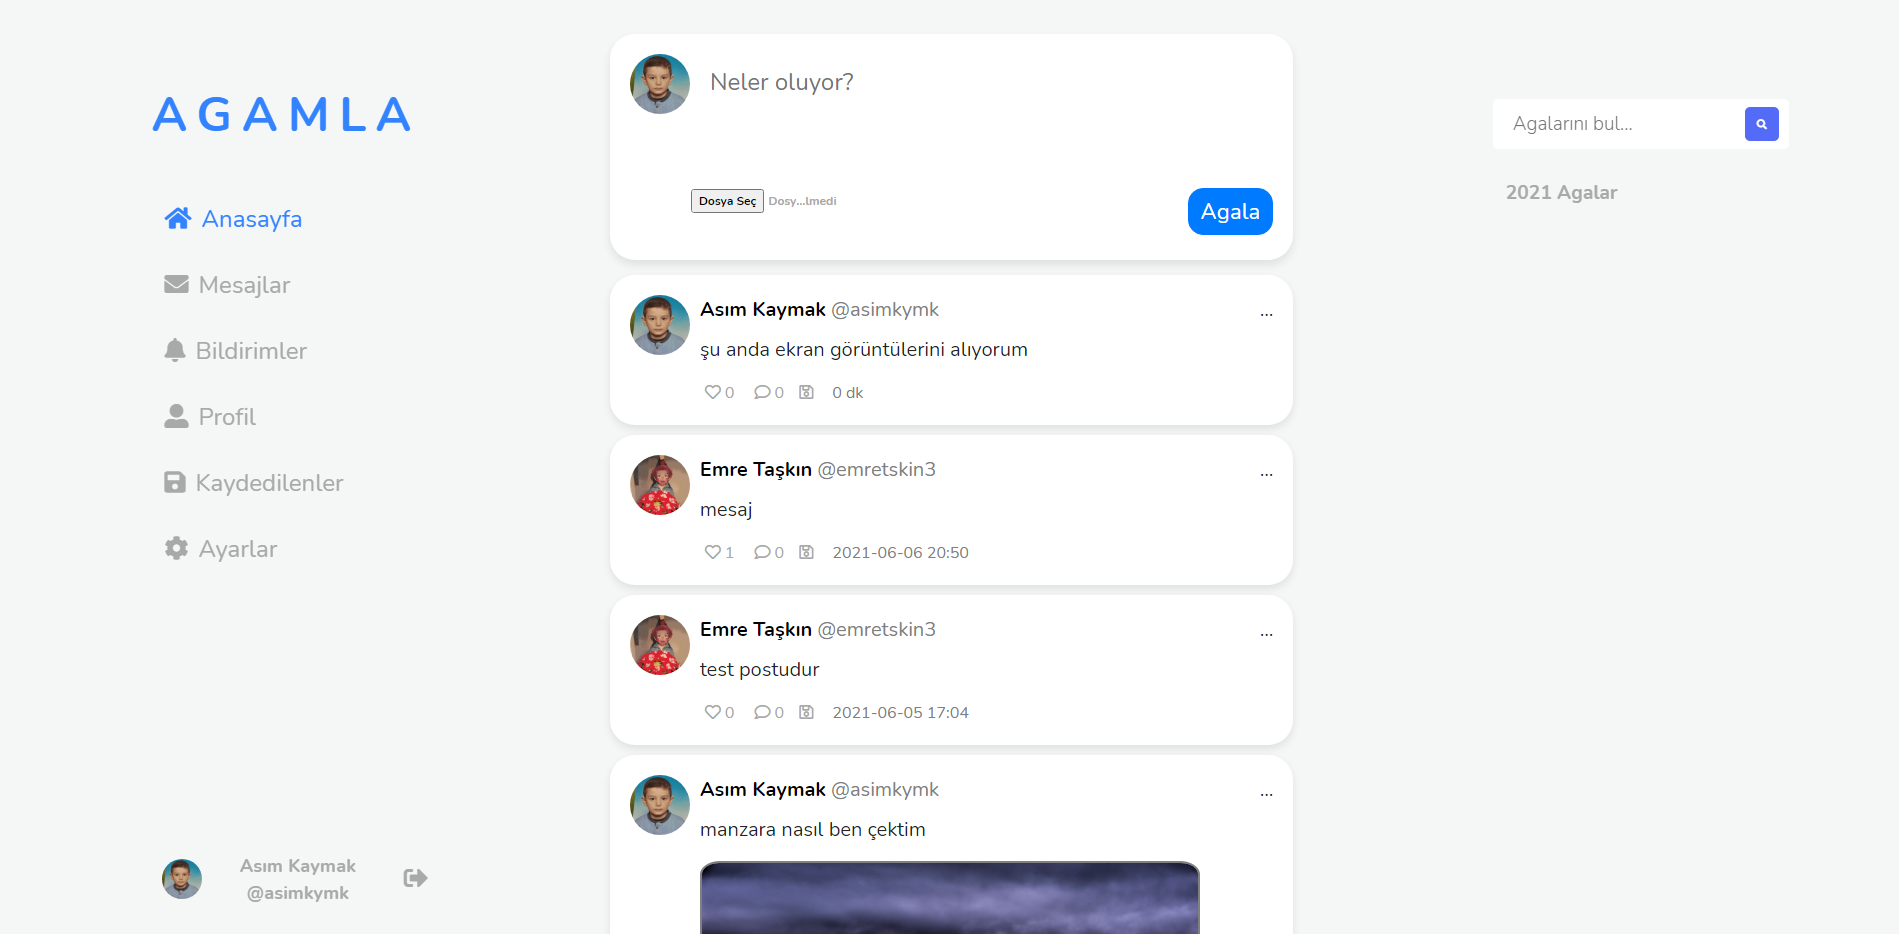 AGAMLA
Anasayfa
Mesajlar
Bildirimler
Profil
Kaydedilenler
Ayarlar
Asım Kaymak
@asimkymk
Neler oluyor?
Dosya Seç Dosy...lmedi
Agala
Asım Kaymak @asimkymk ...
şu anda ekran görüntülerini alıyorum
0 0 0 dk
Emre Taşkın @emretskin3 ...
mesaj
1 0 2021-06-06 20:50
Emre Taşkın @emretskin3 ...
test postudur
0 0 2021-06-05 17:04
Asım Kaymak @asimkymk ...
manzara nasıl ben çektim
Agalarını bul...
2021 Agalar